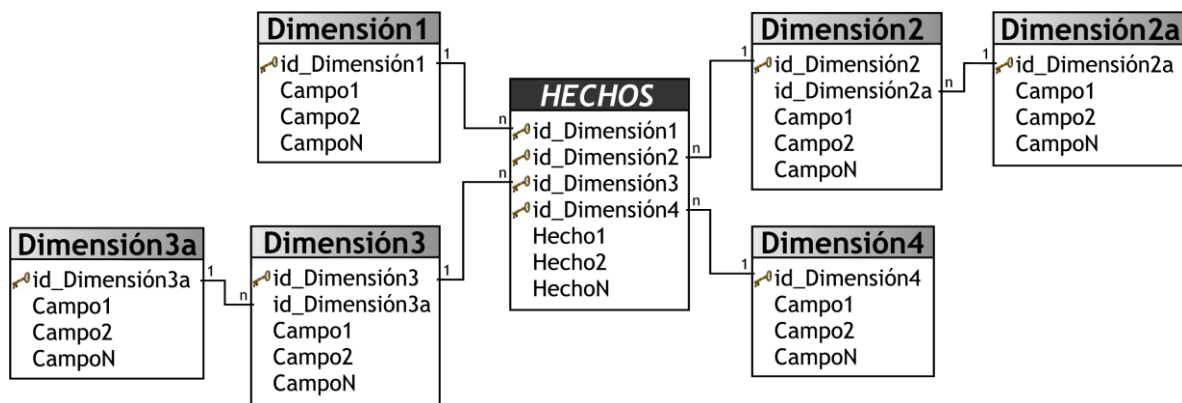 Dimensión1
id_Dimensión1
Campo1
Campo2
CampoN
1
n
HECHOS
id_Dimensión1
id_Dimensión2
id_Dimensión3
id_Dimensión4
Hecho1
Hecho2
HechoN
n
n
n
Dimensión2
id_Dimensión2
id_Dimensión2a
Campo1
Campo2
CampoN
1
n
Dimensión2a
id_Dimensión2a
Campo1
Campo2
CampoN
1
Dimensión3a
id_Dimensión3a
Campo1
Campo2
CampoN
1
n
Dimensión3
id_Dimensión3
id_Dimensión3a
Campo1
Campo2
CampoN
1
Dimensión4
id_Dimensión4
Campo1
Campo2
CampoN
1